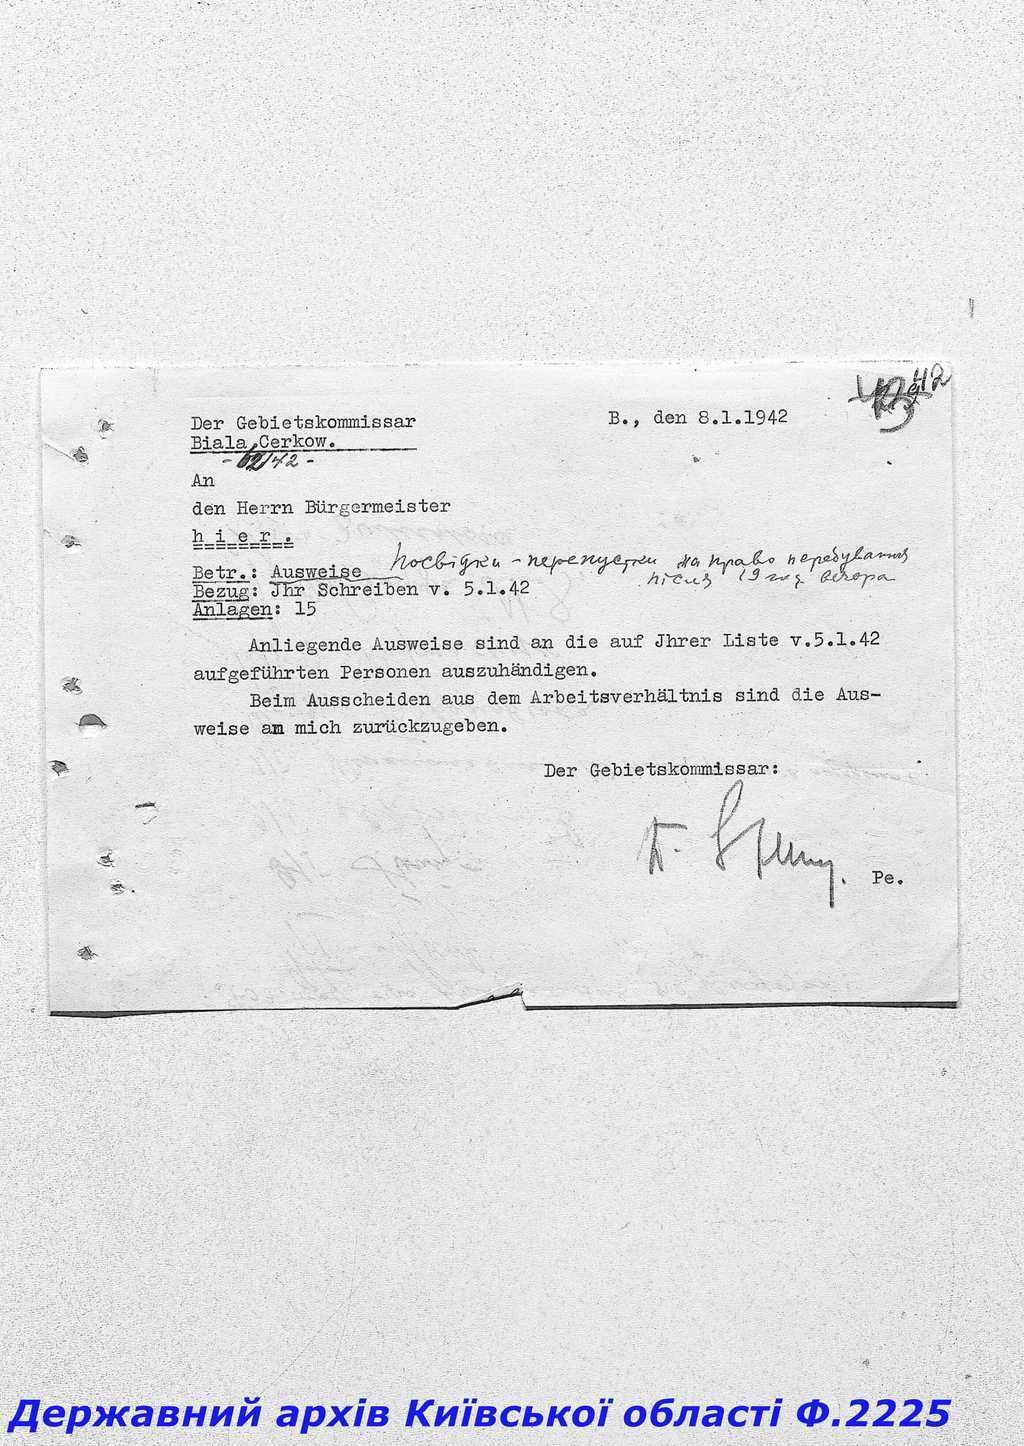 42
Der Gebietskommissar
B., den 8.1.1942
Biala Cerkow.
- 62/42 -
An
den Herrn Bürgermeister
h i e r .
Посвідки - перепустки на право перебування
після 19 год вечора
Betr.: Ausweise
Bezug: Jhr Schreiben v. 5.1.42
Anlagen: 15
Anliegende Ausweise sind an die auf Jhrer Liste v.5.1.42
aufgeführten Personen auszuhändigen.
Beim Ausscheiden aus dem Arbeitsverhältnis sind die Aus-
weise an mich zurückzugeben.
Der Gebietskommissar:
Pe.
Державний архів Київської області Ф.2225